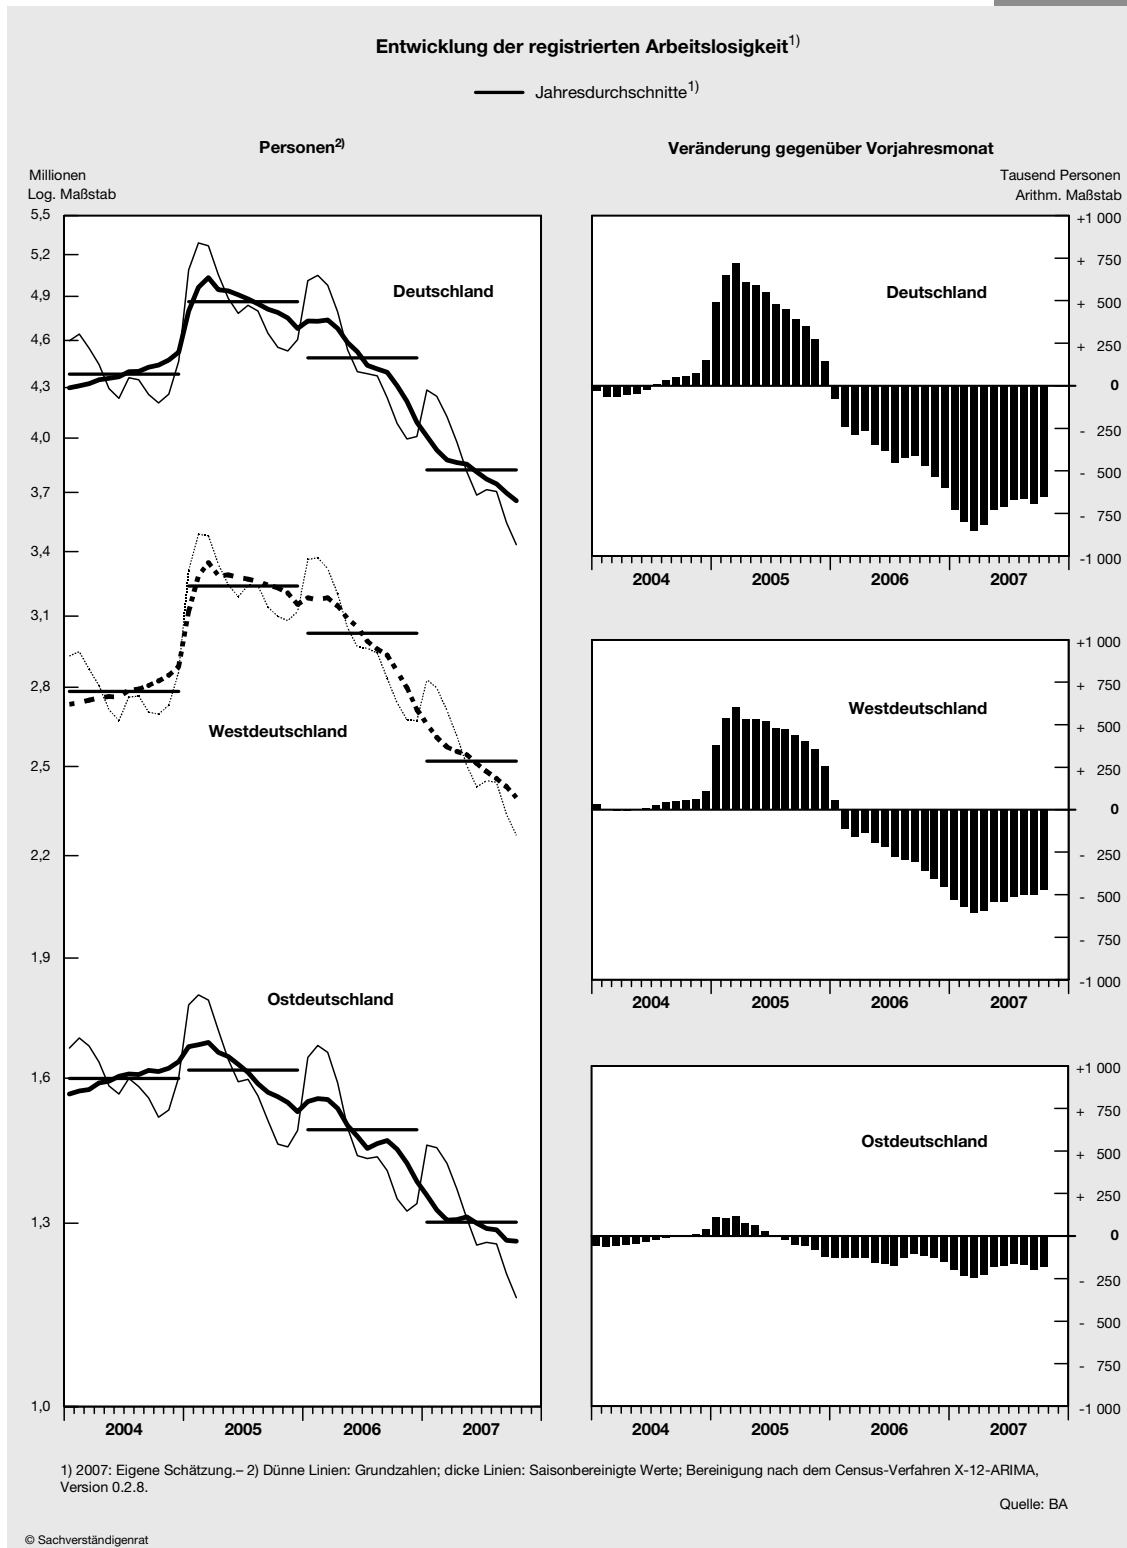 Entwicklung der registrierten Arbeitslosigkeit1)
Jahresdurchschnitte1)
Personen2)
Millionen
Log. Maßstab
5,5
5,2
4,9
4,6
4,3
4,0
3,7
3,4
3,1
2,8
2,5
2,2
1,9
1,6
1,3
1,0
Deutschland
Westdeutschland
Ostdeutschland
2004 2005 2006 2007
Veränderung gegenüber Vorjahresmonat
Tausend Personen
Arithm. Maßstab
+1 000
+ 750
+ 500
+ 250
0
- 250
- 500
- 750
-1 000
Deutschland
2004 2005 2006 2007
+1 000
+ 750
+ 500
+ 250
0
- 250
- 500
- 750
-1 000
Westdeutschland
2004 2005 2006 2007
+1 000
+ 750
+ 500
+ 250
0
- 250
- 500
- 750
-1 000
Ostdeutschland
2004 2005 2006 2007
1) 2007: Eigene Schätzung.– 2) Dünne Linien: Grundzahlen; dicke Linien: Saisonbereinigte Werte; Bereinigung nach dem Census-Verfahren X-12-ARIMA,
Version 0.2.8.
Quelle: BA
© Sachverständigenrat